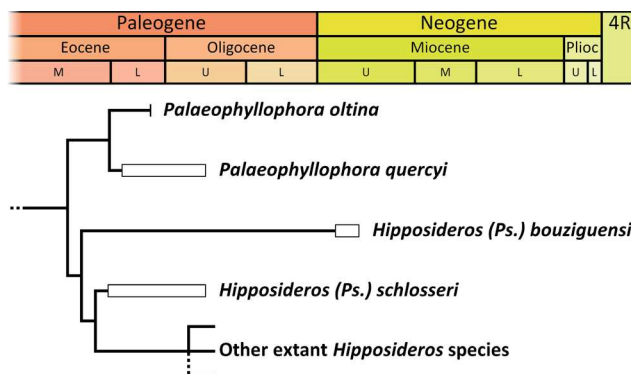 Paleogene Neogene 4R
Eocene Oligocene Miocene Plioc
M L U L U M L U L
Palaeophyllophora oltina
Palaeophyllophora quercyi
Hipposideros (Ps.) bouziguensi
Hipposideros (Ps.) schlosseri
Other extant Hipposideros species